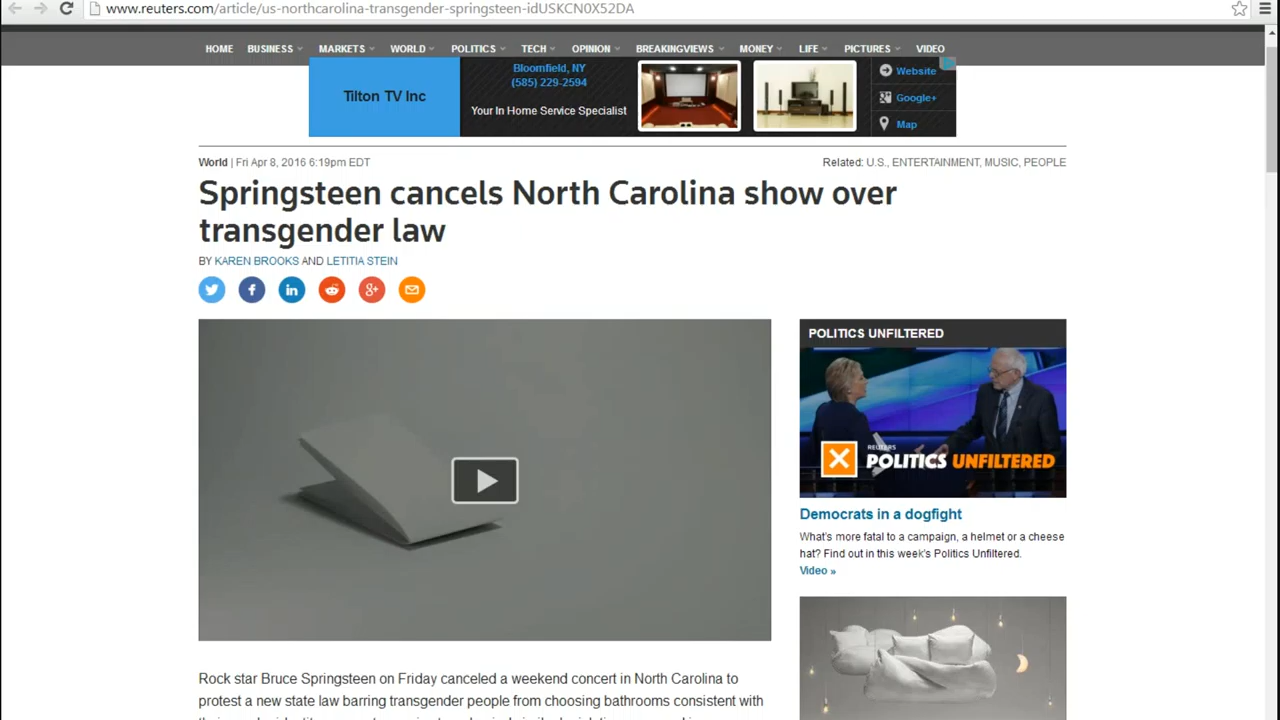 www.reuters.com/article/us-northcarolina-transgender-springsteen-idUSKCN0X52DA
HOME BUSINESS MARKETS WORLD POLITICS TECH OPINION BREAKINGVIEWS MONEY LIFE PICTURES VIDEO
Tilton TV Inc
Bloomfield, NY
(585) 229-2594
Your In Home Service Specialist
Website
Google+
Map
World | Fri Apr 8, 2016 6:19pm EDT
Related: U.S., ENTERTAINMENT, MUSIC, PEOPLE
Springsteen cancels North Carolina show over
transgender law
BY KAREN BROOKS AND LETITIA STEIN
POLITICS UNFILTERED
REUTERS
POLITICS UNFILTERED
Democrats in a dogfight
What's more fatal to a campaign, a helmet or a cheese
hat? Find out in this week's Politics Unfiltered.
Video »
Rock star Bruce Springsteen on Friday canceled a weekend concert in North Carolina to
protest a new state law barring transgender people from choosing bathrooms consistent with